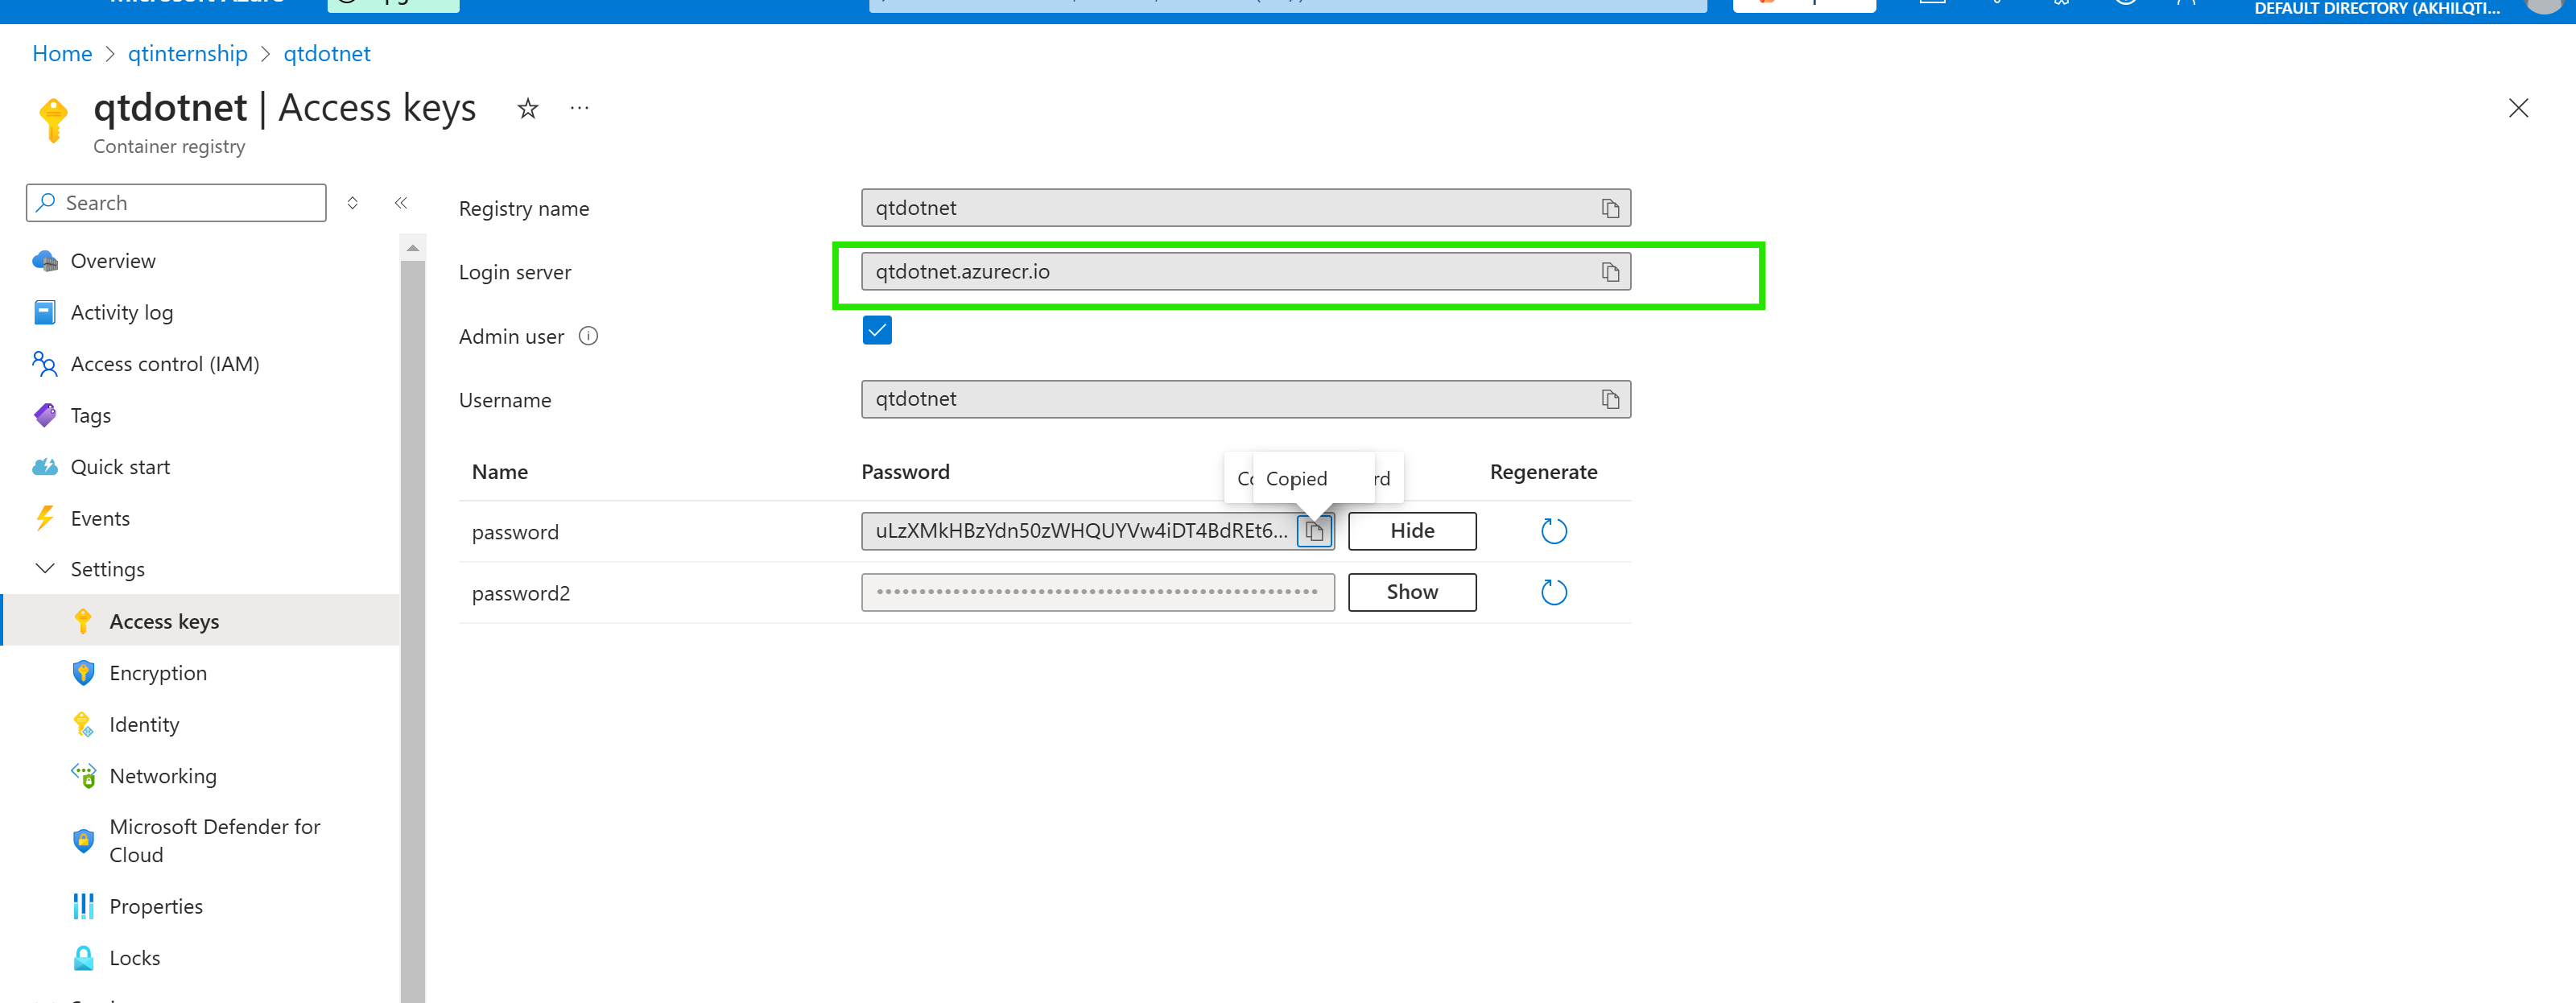 DEFAULT DIRECTORY (AKHILQTI...
Home > qtinternship > qtdotnet
qtdotnet | Access keys
Container registry
Search
Overview
Activity log
Access control (IAM)
Tags
Quick start
Events
Settings
Access keys
Encryption
Identity
Networking
Microsoft Defender for
Cloud
Properties
Locks
Registry name
qtdotnet
Login server
qtdotnet.azurecr.io
Admin user
Username
qtdotnet
Name Password Regenerate
Copied
rd
password uLzXMkHBzYdn50zWHQUYVw4iDT4BdREt6... Hide
password2 Show